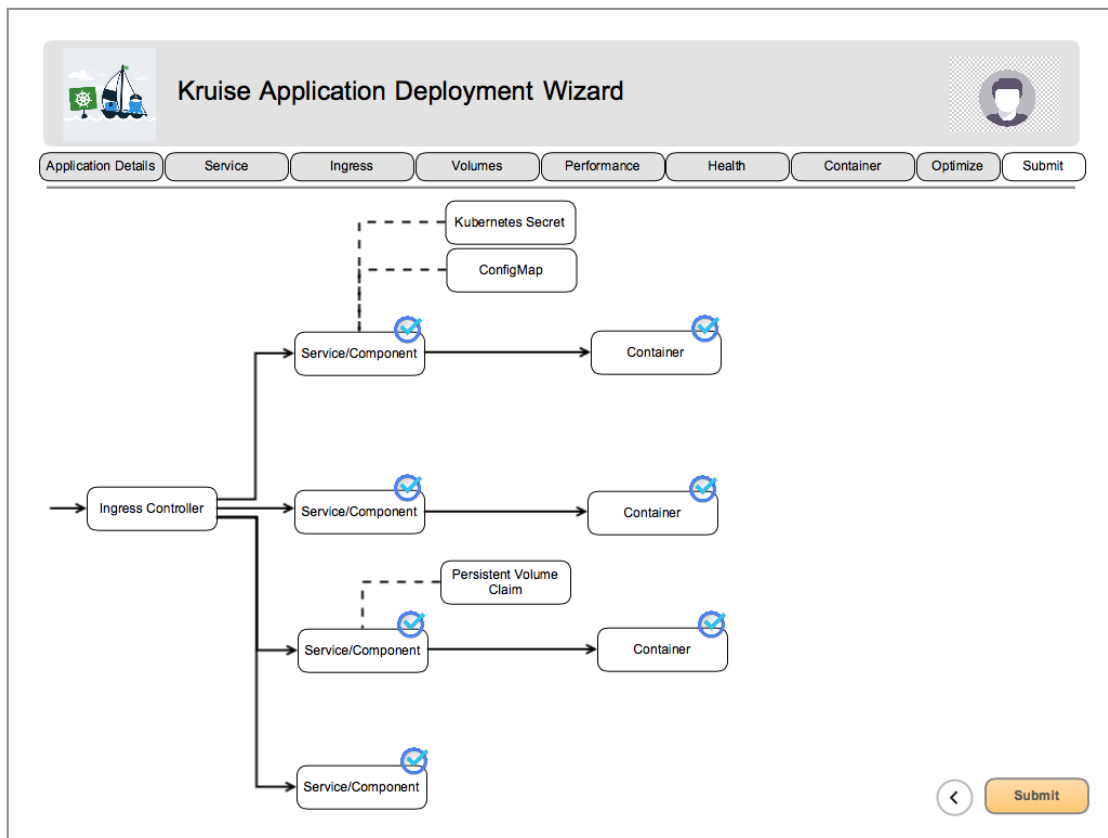 Kruise Application Deployment Wizard
Application Details
Service
Ingress
Volumes
Performance
Health
Container
Optimize
Submit
Kubernetes Secret
ConfigMap
Service/Component
Container
Ingress Controller
Service/Component
Container
Persistent Volume
Claim
Service/Component
Container
Service/Component
Submit